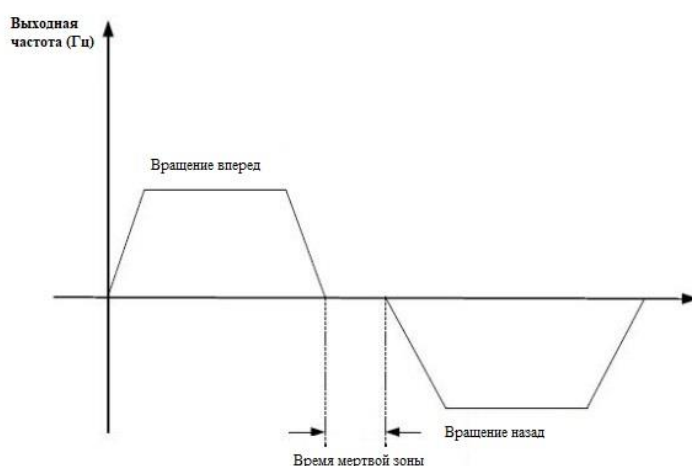 Выходная
частота (Гц)
Вращение вперед
Вращение назад
Время мертвой зоны